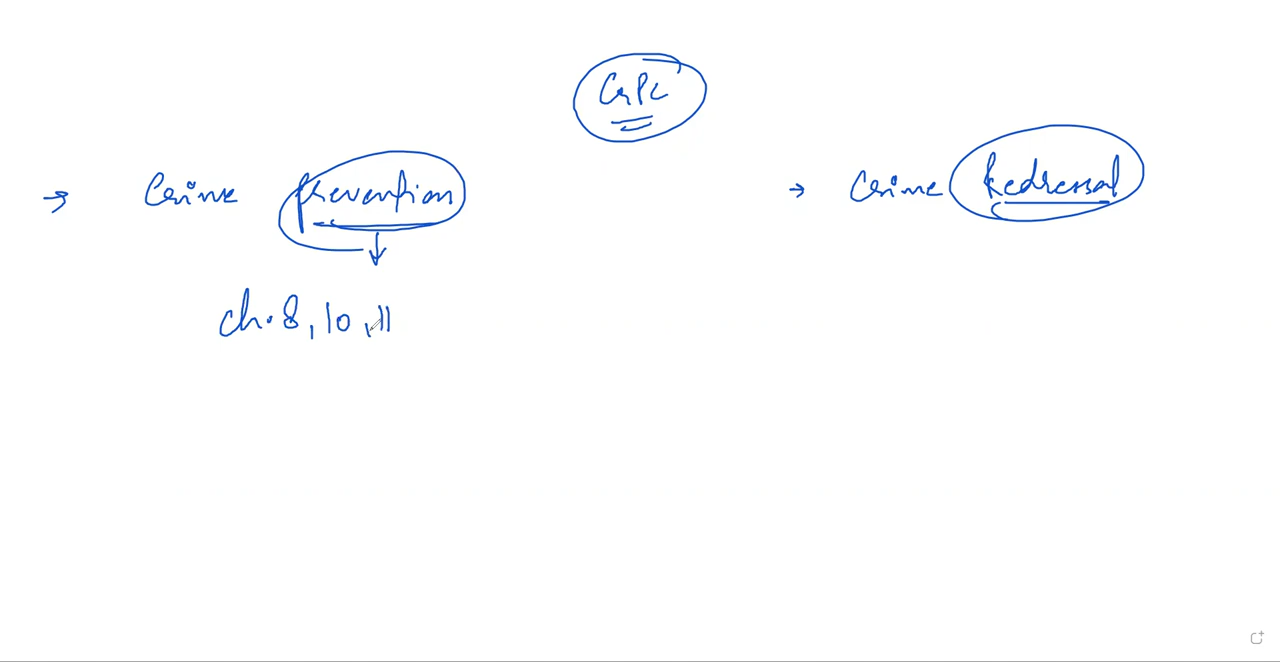 CrPC
→ Crime Prevention
→ Crime Redressal
ch. 8, 10, 11